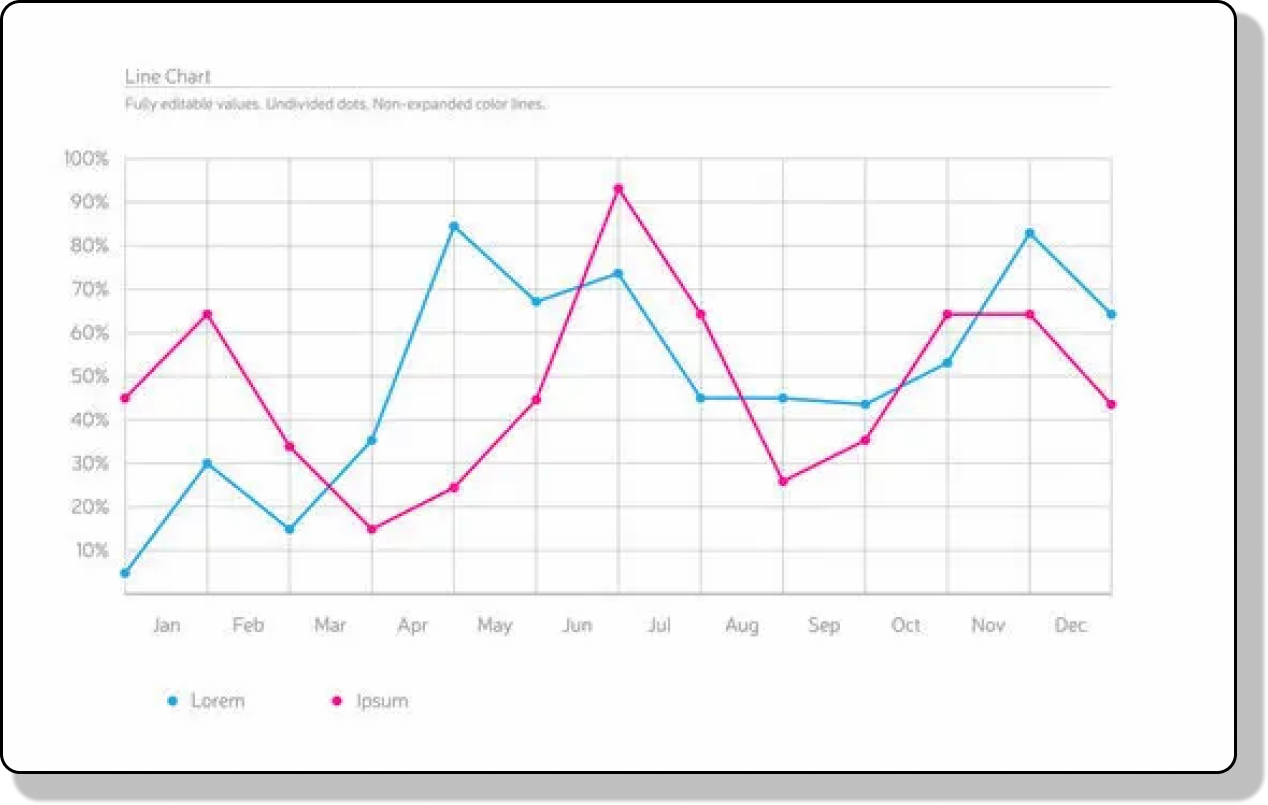 Line Chart
Fully editable values. Undivided dots. Non-expanded color lines.
100%
90%
80%
70%
60%
50%
40%
30%
20%
10%
Jan Feb Mar Apr May Jun Jul Aug Sep Oct Nov Dec
Lorem Ipsum